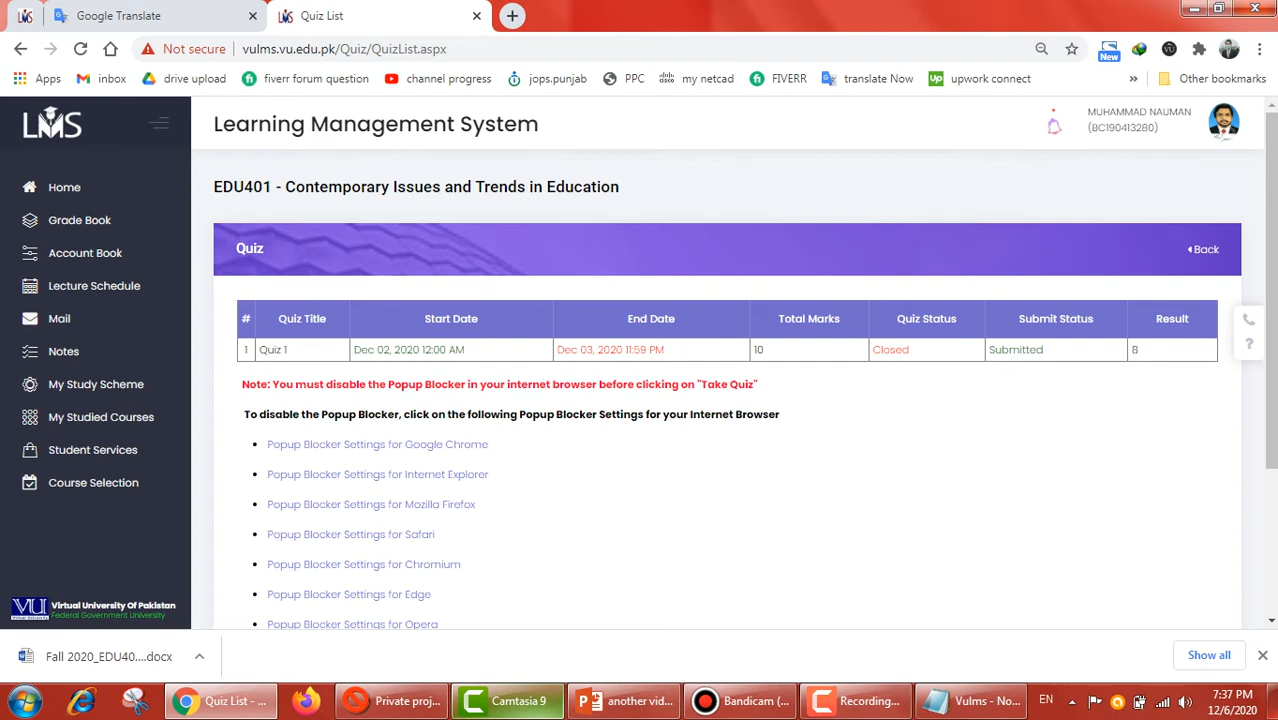 Google Translate
Quiz List
Not secure
vulms.vu.edu.pk/Quiz/QuizList.aspx
New
Apps
inbox
drive upload
fiverr forum question
channel progress
jops.punjab
PPC
my netcad
FIVERR
translate Now
upwork connect
»
Other bookmarks
LMS
Learning Management System
MUHAMMAD NAUMAN
(BC190413280)
Home
Grade Book
Account Book
Lecture Schedule
Mail
Notes
My Study Scheme
My Studied Courses
Student Services
Course Selection
VU Virtual University Of Pakistan
Federal Government University
EDU401 - Contemporary Issues and Trends in Education
Quiz
Back
# Quiz Title Start Date End Date Total Marks Quiz Status Submit Status Result
1 Quiz 1 Dec 02, 2020 12:00 AM Dec 03, 2020 11:59 PM 10 Closed Submitted 8
Note: You must disable the Popup Blocker in your internet browser before clicking on "Take Quiz"
To disable the Popup Blocker, click on the following Popup Blocker Settings for your Internet Browser
Popup Blocker Settings for Google Chrome
Popup Blocker Settings for Internet Explorer
Popup Blocker Settings for Mozilla Firefox
Popup Blocker Settings for Safari
Popup Blocker Settings for Chromium
Popup Blocker Settings for Edge
Popup Blocker Settings for Opera
Fall 2020_EDU40....docx
Show all
Quiz List - ...
Private proj...
Camtasia 9
another vid...
Bandicam (...
Recording...
Vulms - No...
EN
7:37 PM
12/6/2020